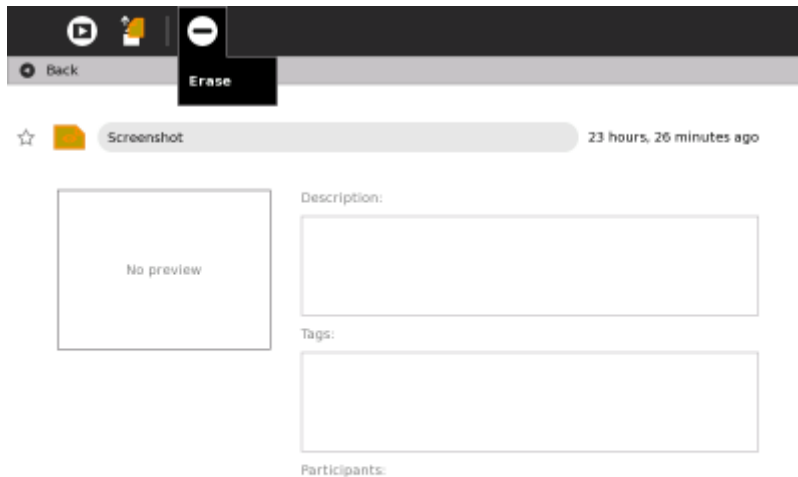 Erase
Back
Screenshot
23 hours, 26 minutes ago
Description:
No preview
Tags:
Participants: